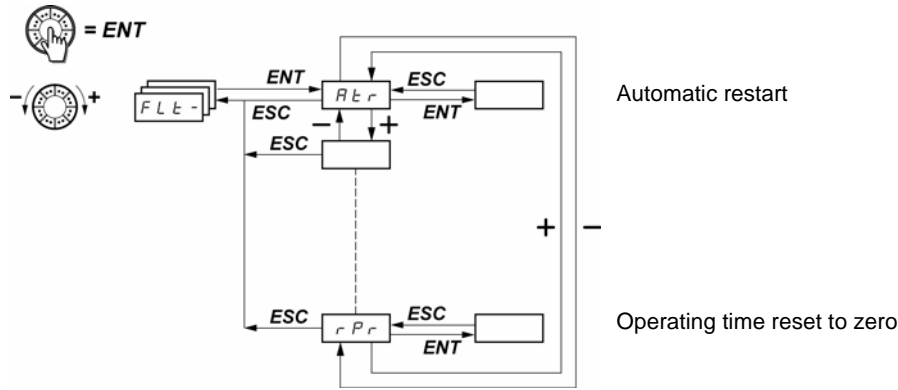 = ENT
- +
FLt-
ENT
ESC
Atr
ESC
ENT
Automatic restart
- +
ESC
+ -
ESC
rPr
ESC
ENT
Operating time reset to zero